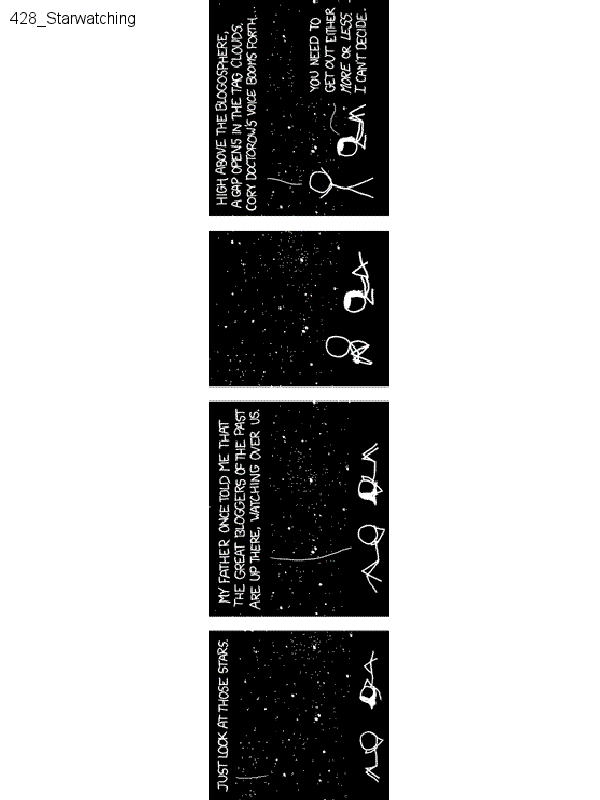 428_Starwatching
JUST LOOK AT THOSE STARS.
MY FATHER ONCE TOLD ME THAT
THE GREAT BLOGGERS OF THE PAST
ARE UP THERE, WATCHING OVER US.
HIGH ABOVE THE BLOGOSPHERE,
A GAP OPENS IN THE TAG CLOUDS.
CORY DOCTOROW'S VOICE BOOMS FORTH.
YOU NEED TO
GET OUT EITHER
MORE OR LESS.
I CAN'T DECIDE.